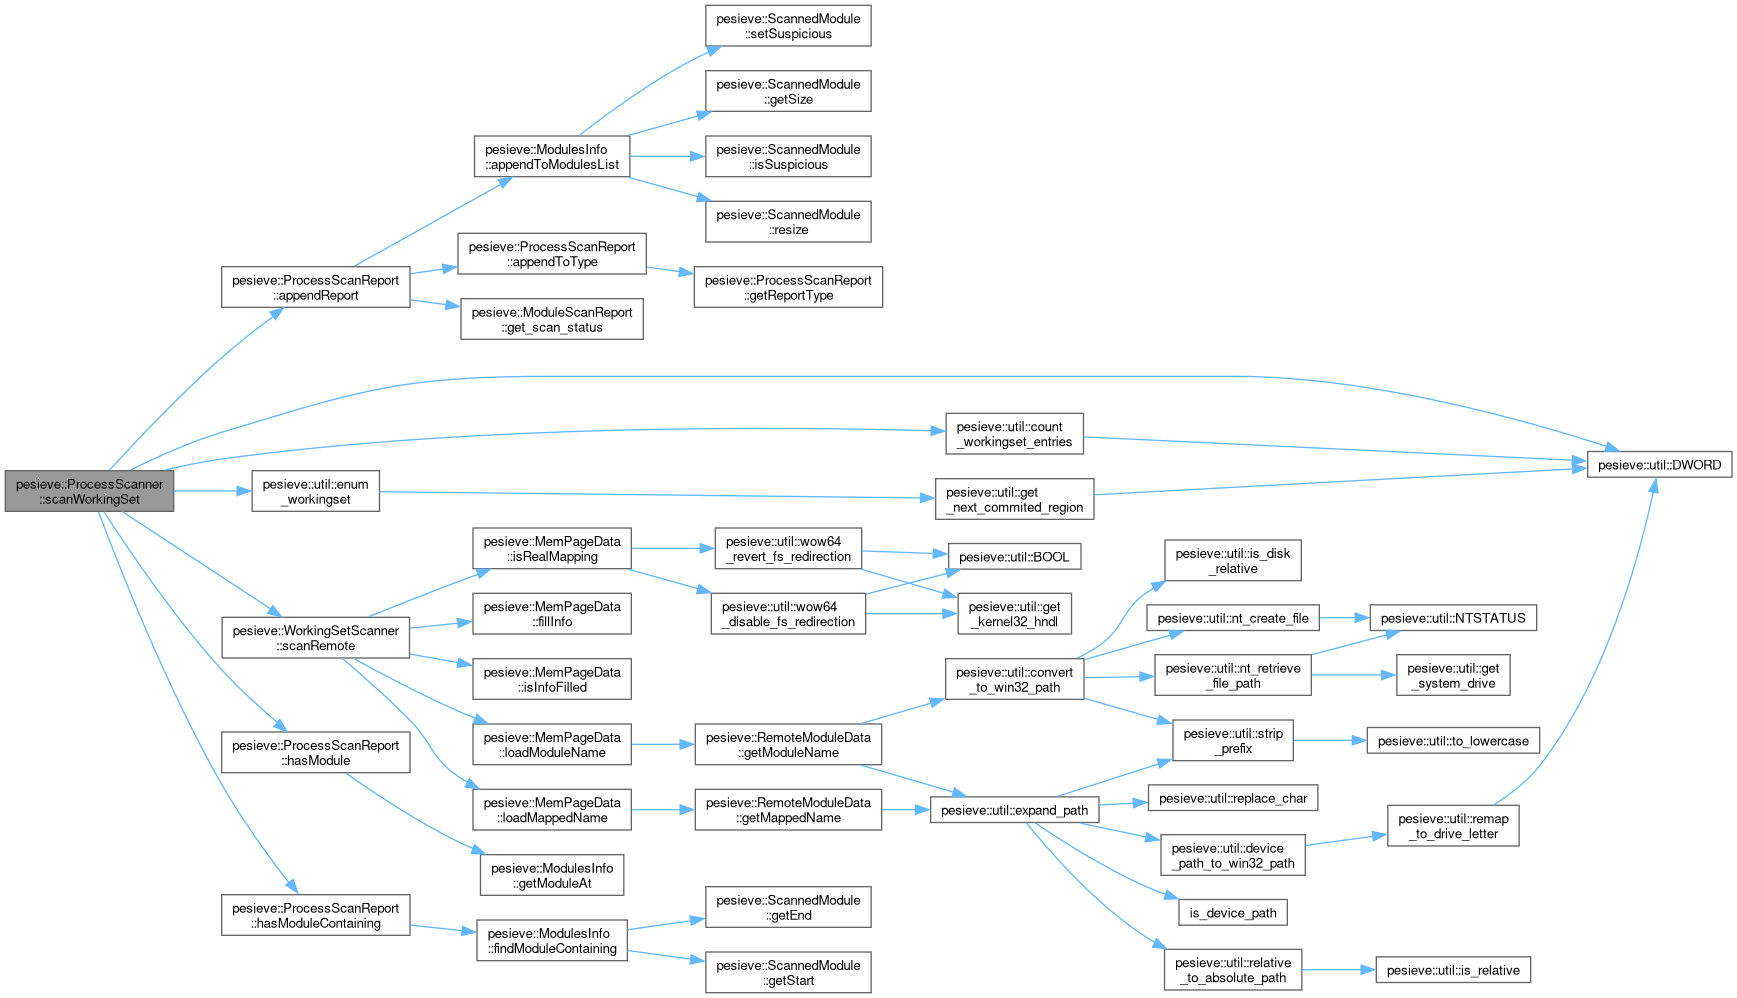 pesieve::ScannedModule
::setSuspicious
pesieve::ScannedModule
::getSize
pesieve::ModulesInfo
::appendToModulesList
pesieve::ScannedModule
::isSuspicious
pesieve::ScannedModule
::resize
pesieve::ProcessScanReport
::appendToType
pesieve::ProcessScanReport
::appendReport
pesieve::ProcessScanReport
::getReportType
pesieve::ModuleScanReport
::get_scan_status
pesieve::util::count
_workingset_entries
pesieve::util::DWORD
pesieve::ProcessScanner
::scanWorkingSet
pesieve::util::enum
_workingset
pesieve::util::get
_next_commited_region
pesieve::MemPageData
::isRealMapping
pesieve::util::wow64
_revert_fs_redirection
pesieve::util::BOOL
pesieve::util::is_disk
_relative
pesieve::MemPageData
::fillInfo
pesieve::util::wow64
_disable_fs_redirection
pesieve::util::get
_kernel32_hndl
pesieve::util::nt_create_file
pesieve::util::NTSTATUS
pesieve::WorkingSetScanner
::scanRemote
pesieve::MemPageData
::isInfoFilled
pesieve::util::convert
_to_win32_path
pesieve::util::nt_retrieve
_file_path
pesieve::util::get
_system_drive
pesieve::ProcessScanReport
::hasModule
pesieve::MemPageData
::loadModuleName
pesieve::RemoteModuleData
::getModuleName
pesieve::util::strip
_prefix
pesieve::util::to_lowercase
pesieve::MemPageData
::loadMappedName
pesieve::RemoteModuleData
::getMappedName
pesieve::util::expand_path
pesieve::util::replace_char
pesieve::util::remap
_to_drive_letter
pesieve::util::device
_path_to_win32_path
pesieve::ModulesInfo
::getModuleAt
pesieve::ProcessScanReport
::hasModuleContaining
pesieve::ScannedModule
::getEnd
is_device_path
pesieve::ModulesInfo
::findModuleContaining
pesieve::ScannedModule
::getStart
pesieve::util::relative
_to_absolute_path
pesieve::util::is_relative